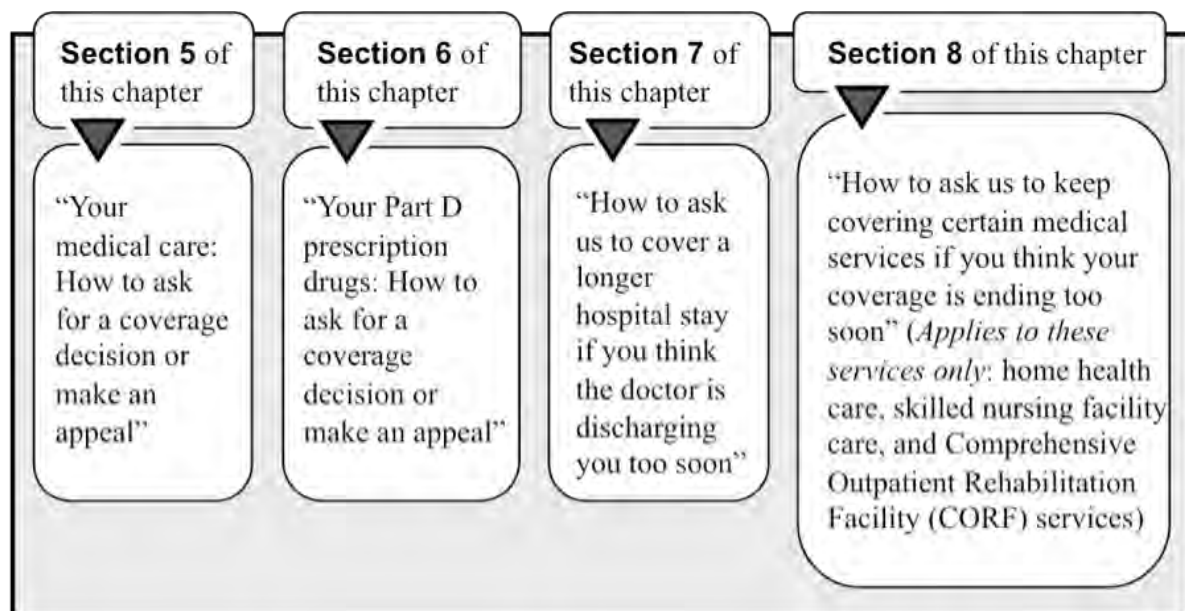 Section 5 of
this chapter
“Your
medical care:
How to ask
for a coverage
decision or
make an
appeal”
Section 6 of
this chapter
“Your Part D
prescription
drugs: How to
ask for a
coverage
decision or
make an appeal”
Section 7 of
this chapter
“How to ask
us to cover a
longer
hospital stay
if you think
the doctor is
discharging
you too soon”
Section 8 of this chapter
“How to ask us to keep
covering certain medical
services if you think your
coverage is ending too
soon” (Applies to these
services only: home health
care, skilled nursing facility
care, and Comprehensive
Outpatient Rehabilitation
Facility (CORF) services)